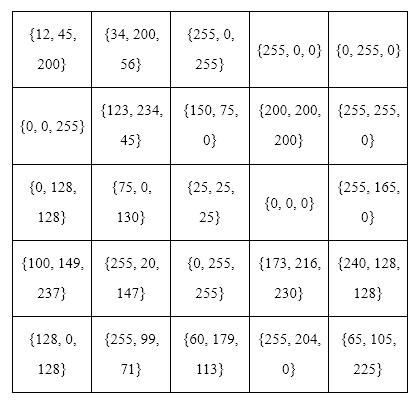 {12, 45, 200} {34, 200, 56} {255, 0, 255} {255, 0, 0} {0, 255, 0}
{0, 0, 255} {123, 234, 45} {150, 75, 0} {200, 200, 200} {255, 255, 0}
{0, 128, 128} {75, 0, 130} {25, 25, 25} {0, 0, 0} {255, 165, 0}
{100, 149, 237} {255, 20, 147} {0, 255, 255} {173, 216, 230} {240, 128, 128}
{128, 0, 128} {255, 99, 71} {60, 179, 113} {255, 204, 0} {65, 105, 225}